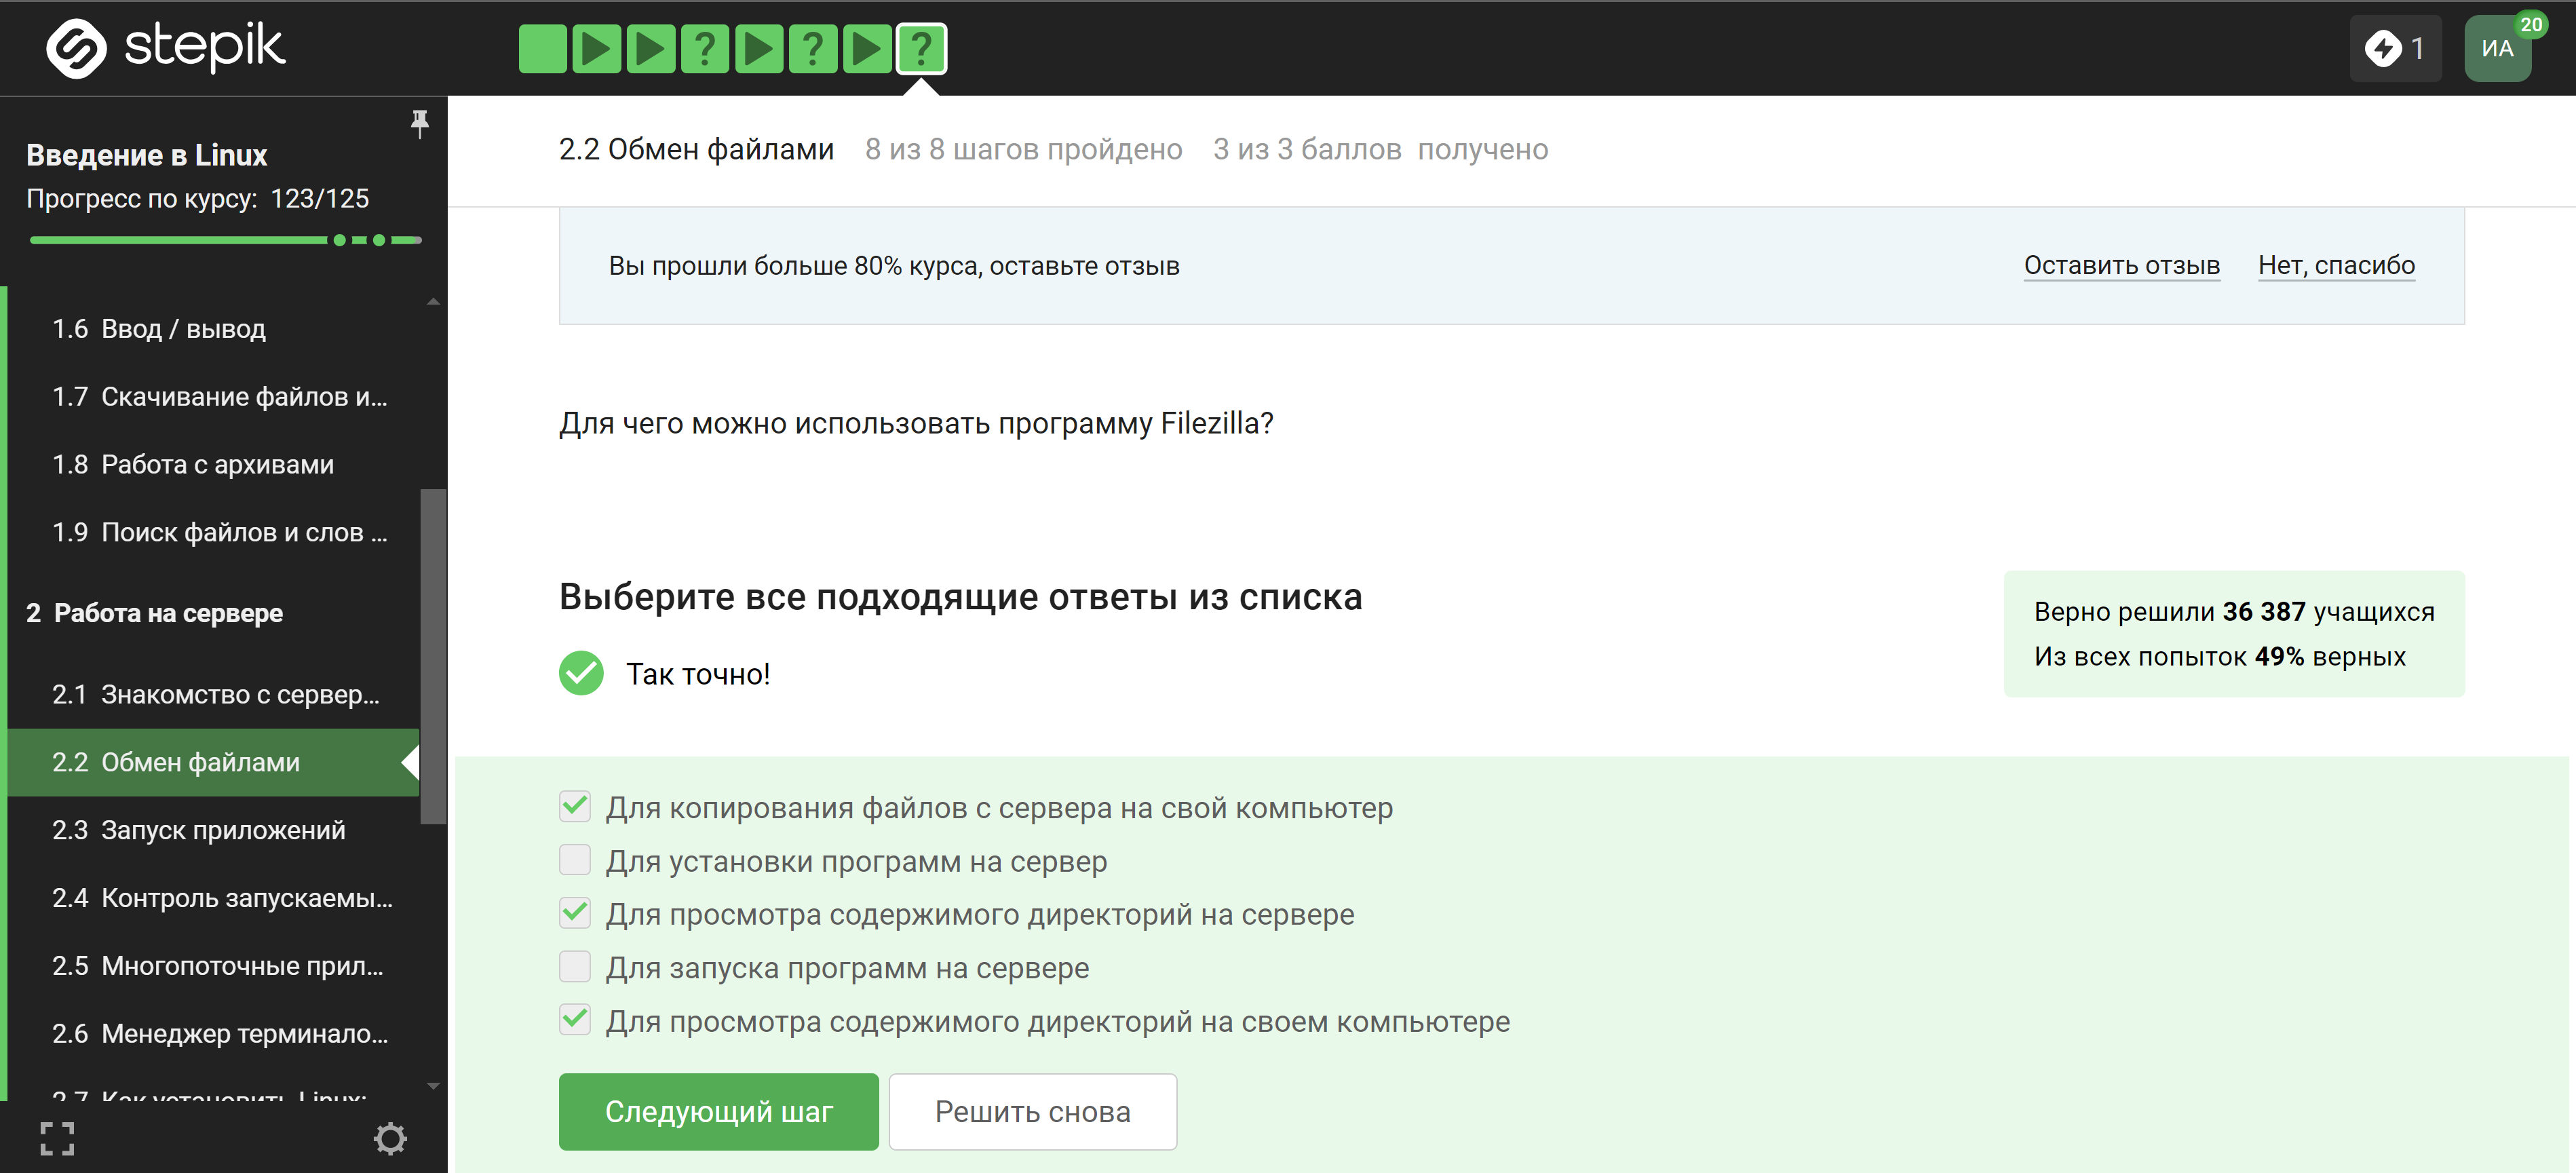 stepik
? ? ?
1
ИА
20
Введение в Linux
Прогресс по курсу: 123/125
1.6 Ввод / вывод
1.7 Скачивание файлов и...
1.8 Работа с архивами
1.9 Поиск файлов и слов ...
2 Работа на сервере
2.1 Знакомство с сервер...
2.2 Обмен файлами
2.3 Запуск приложений
2.4 Контроль запускаемы...
2.5 Многопоточные прил...
2.6 Менеджер терминало...
2.7 Как установить Linux:
2.2 Обмен файлами 8 из 8 шагов пройдено 3 из 3 баллов получено
Вы прошли больше 80% курса, оставьте отзыв
Оставить отзыв Нет, спасибо
Для чего можно использовать программу Filezilla?
Выберите все подходящие ответы из списка
Так точно!
Верно решили 36 387 учащихся
Из всех попыток 49% верных
Для копирования файлов с сервера на свой компьютер
Для установки программ на сервер
Для просмотра содержимого директорий на сервере
Для запуска программ на сервере
Для просмотра содержимого директорий на своем компьютере
Следующий шаг Решить снова